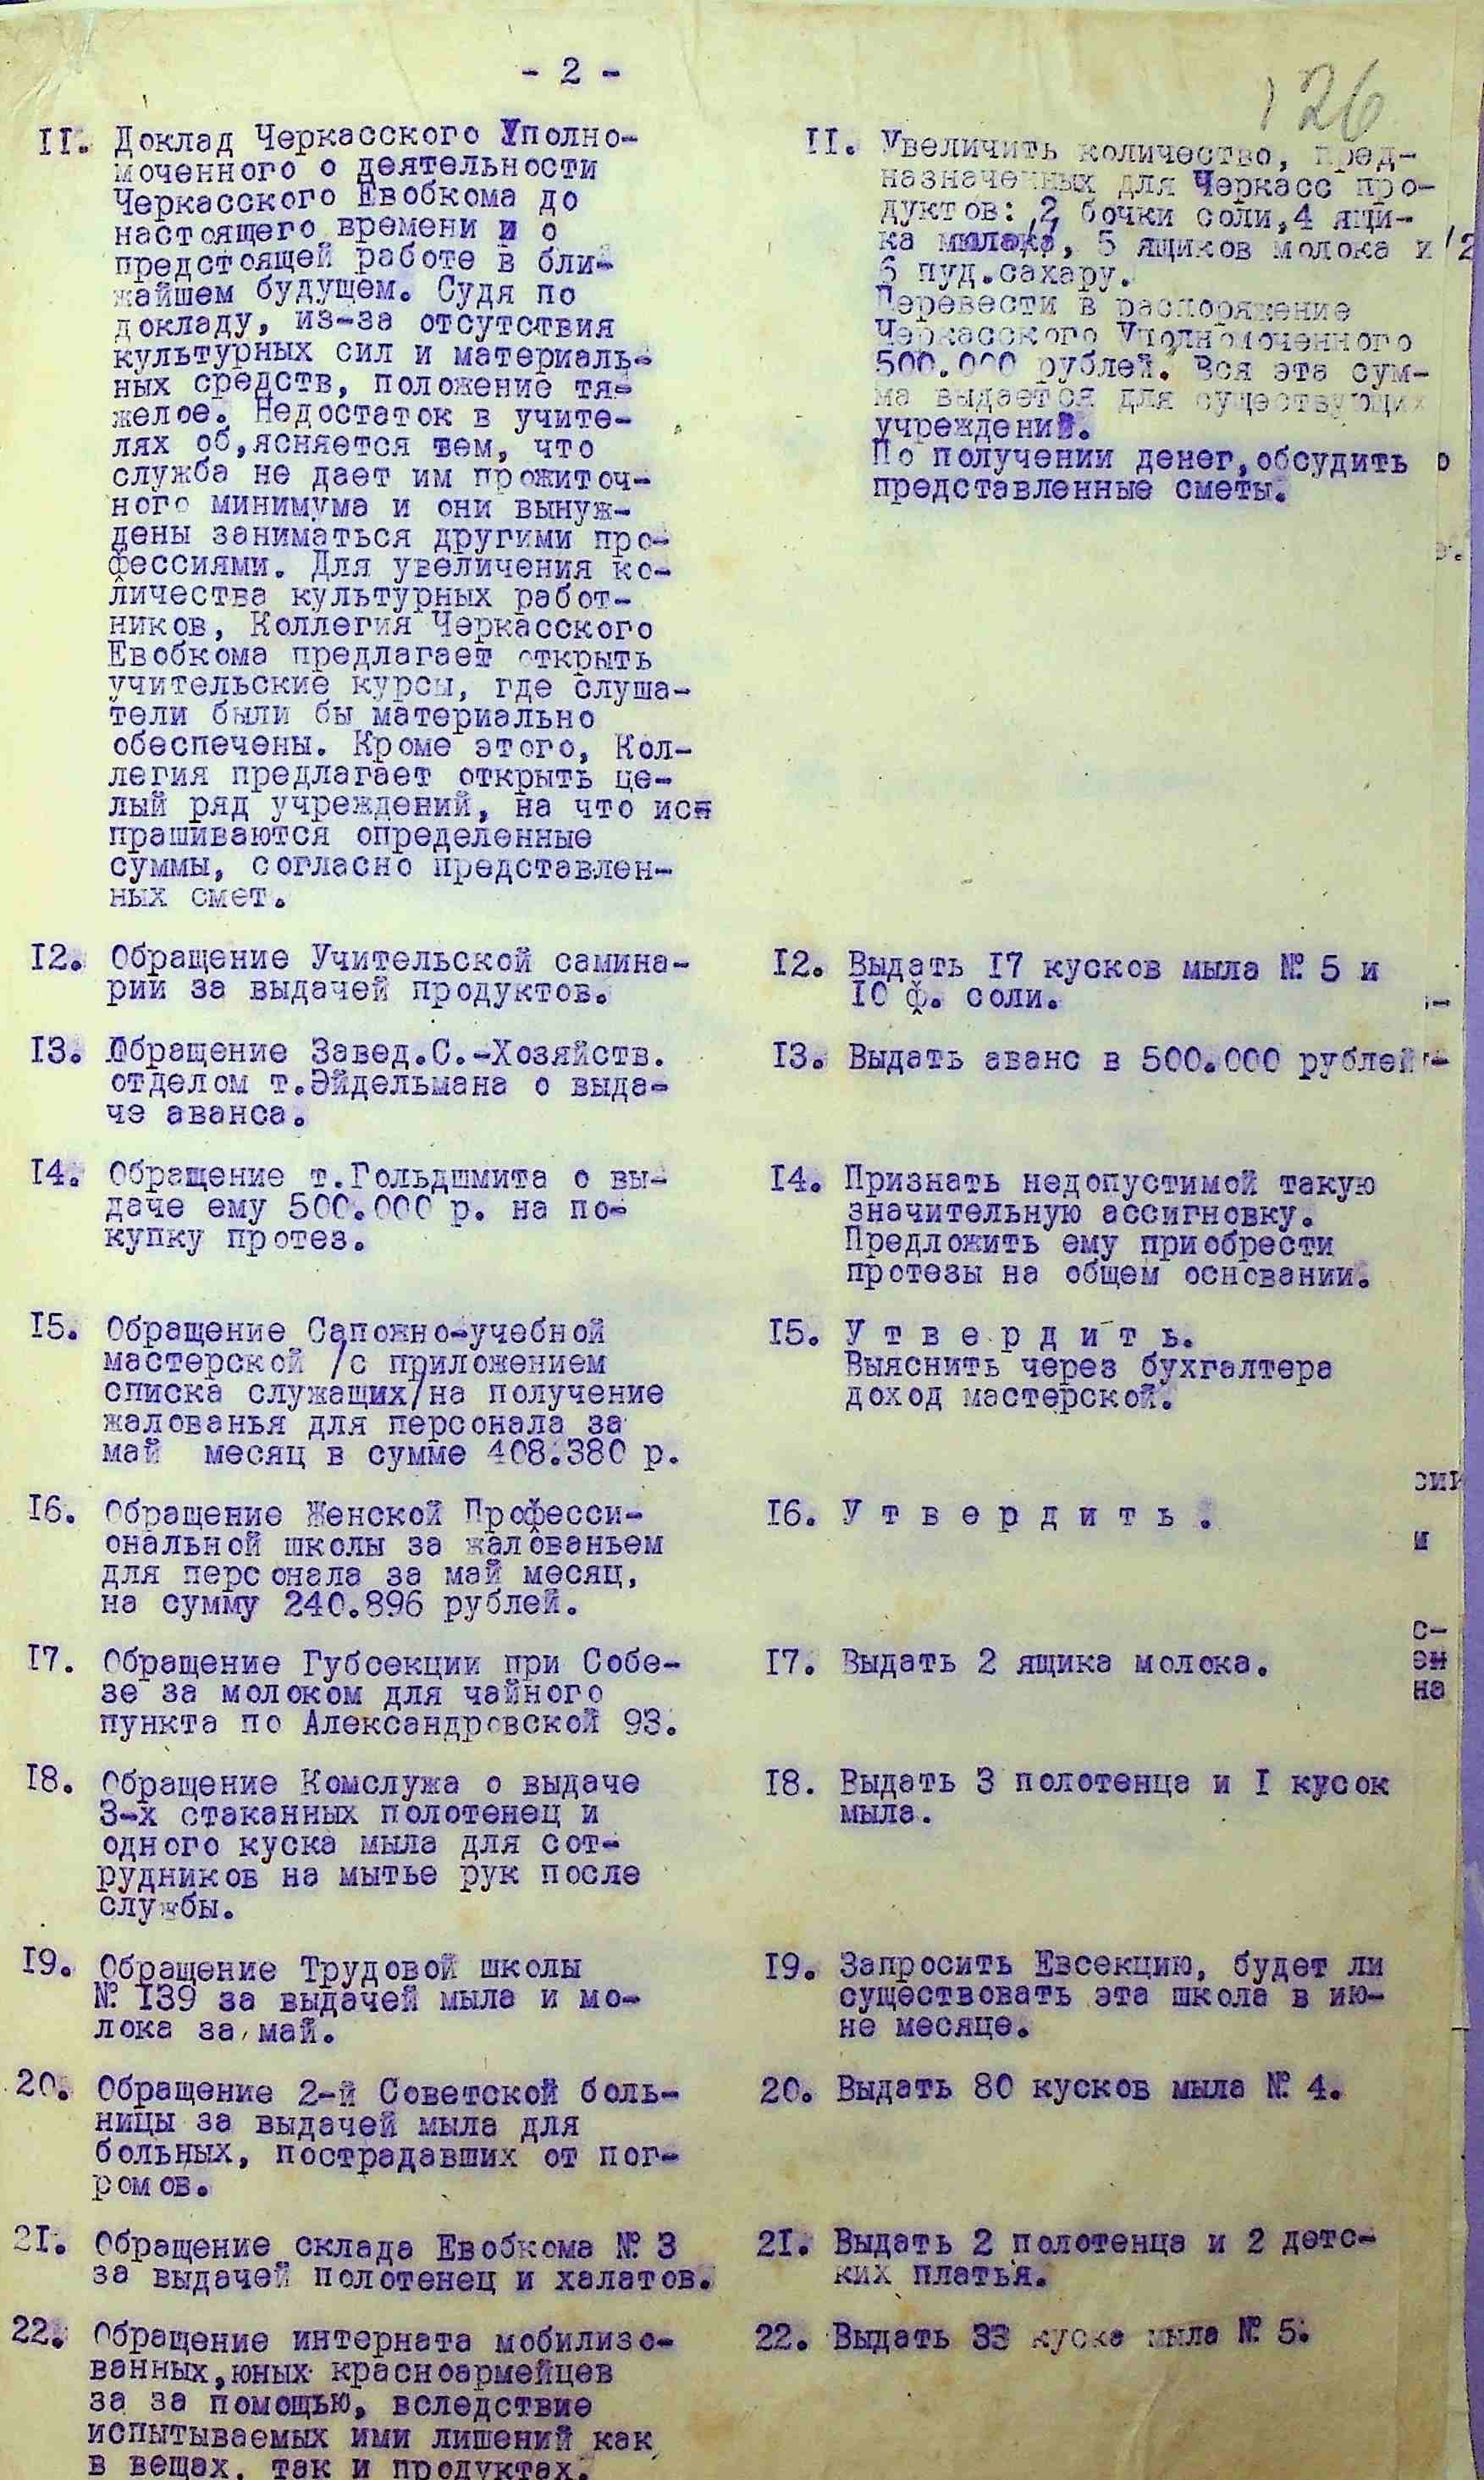 - 2 -
126
II. Доклад Черкасского Уполно-
моченного о деятельности
Черкасского Евобкома до
настоящего времени и о
предстоящей работе в бли-
жайшем будущем. Судя по
докладу, из-за отсутствия
культурных сил и материаль-
ных средств, положение тя-
желое. Недостаток в учите-
лях об,ясняется тем, что
служба не дает им прожиточ-
ного минимума и они вынуж-
дены заниматься другими про-
фессиями. Для увеличения ко-
личества культурных работ-
ников, Коллегия Черкасского
Евобкома предлагает открыть
учительские курсы, где слуша-
тели были бы материально
обеспечены. Кроме этого, Кол-
легия предлагает открыть це-
лый ряд учреждений, на что ис-
прашиваются определенные
суммы, согласно представлен-
ных смет.
II. Увеличить количество, пред-
назначенных для Черкасс про-
дуктов: 2 бочки соли,4 ящи-
ка мыла, 5 ящиков молока и
5 пуд.сахару.
Перевести в распоряжение
Черкасского Уполномоченного
500.000 рублей. Вся эта сум-
ма выдается для существующих
учреждений.
По получении денег,обсудить
представленные сметы.
I2. Обращение Учительской самина-
рии за выдачей продуктов.
I2. Выдать I7 кусков мыла № 5 и
IO ф. соли.
I3. Обращение Завед.С.-Хозяйств.
отделом т.Эйдельмана о выда-
че аванса.
I3. Выдать аванс в 500.000 рублей
I4. Обращение т.Гольдшмита о вы-
даче ему 500.000 р. на по-
купку протез.
I4. Признать недопустимой такую
значительную ассигновку.
Предложить ему приобрести
протезы на общем основании.
I5. Обращение Сапожно-учебной
мастерской /с приложением
списка служащих/на получение
жалованья для персонала за
май месяц в сумме 408.380 р.
I5. У т в е р д и т ь.
Выяснить через бухгалтера
доход мастерской.
I6. Обращение Женской Професси-
ональной школы за жалованьем
для персонала за май месяц,
на сумму 240.896 рублей.
I6. У т в е р д и т ь .
I7. Обращение Губсекции при Собе-
зе за молоком для чайного
пункта по Александровской 93.
I7. Выдать 2 ящика молока.
I8. Обращение Комслужа о выдаче
3-х стаканных полотенец и
одного куска мыла для сот-
рудников на мытье рук после
службы.
I8. Выдать 3 полотенца и I кусок
мыла.
I9. Обращение Трудовой школы
№ I39 за выдачей мыла и мо-
лока за май.
I9. Запросить Евсекцию, будет ли
существовать эта школа в ию-
не месяце.
20. Обращение 2-й Советской боль-
ницы за выдачей мыла для
больных, пострадавших от пог-
ромов.
20. Выдать 80 кусков мыла № 4.
2I. Обращение склада Евобкома № 3
за выдачей полотенец и халатов.
2I. Выдать 2 полотенца и 2 детс-
ких платья.
22. Обращение интерната мобилизо-
ванных,юных красноармейцев
за за помощью, вследствие
испытываемых ими лишений как
в вещах, так и продуктах.
22. Выдать 33 куска мыла № 5.